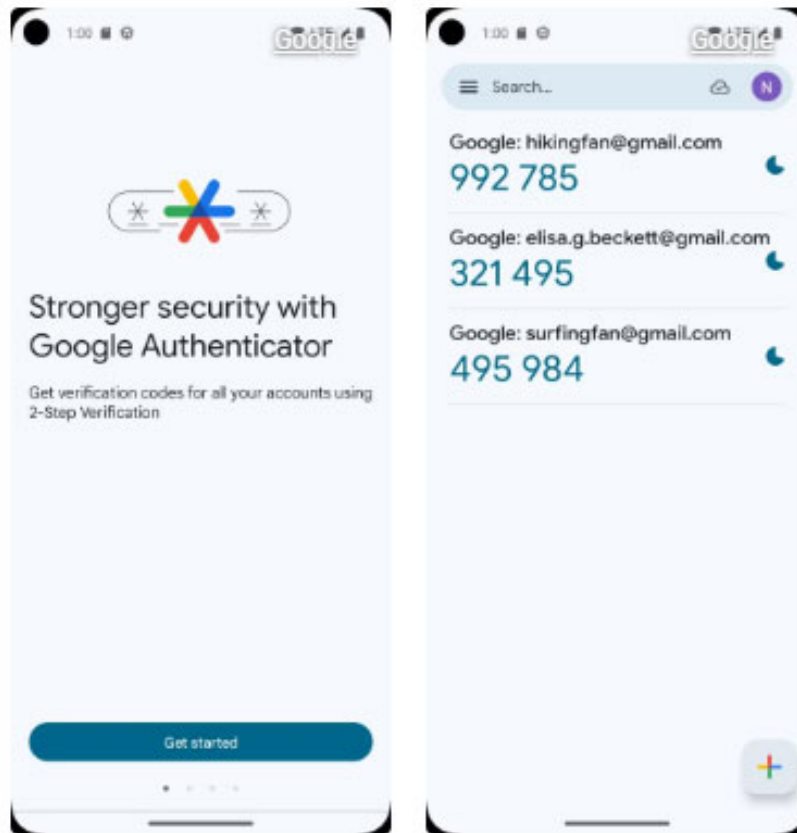 1:00
Google
Stronger security with
Google Authenticator
Get verification codes for all your accounts using
2-Step Verification
Get started
1:00
Google
Search...
N
Google: hikingfan@gmail.com
992 785
Google: elisa.g.beckett@gmail.com
321 495
Google: surfingfan@gmail.com
495 984